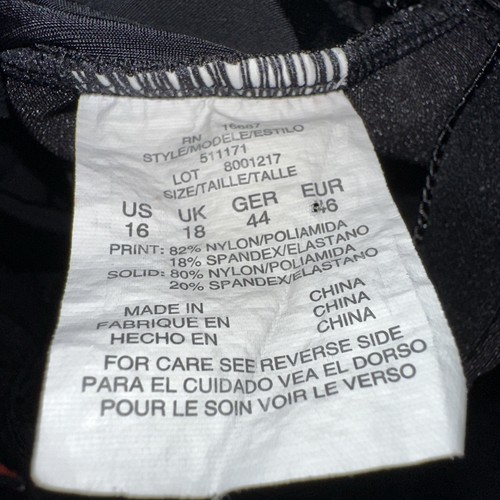 RN 16667
STYLE/MODELE/ESTILO
511171
LOT 8001217
SIZE/TAILLE/TALLE
US UK GER EUR
16 18 44 46
PRINT: 82% NYLON/POLIAMIDA
18% SPANDEX/ELASTANO
SOLID: 80% NYLON/POLIAMIDA
20% SPANDEX/ELASTANO
MADE IN CHINA
FABRIQUE EN CHINA
HECHO EN CHINA
FOR CARE SEE REVERSE SIDE
PARA EL CUIDADO VEA EL DORSO
POUR LE SOIN VOIR LE VERSO